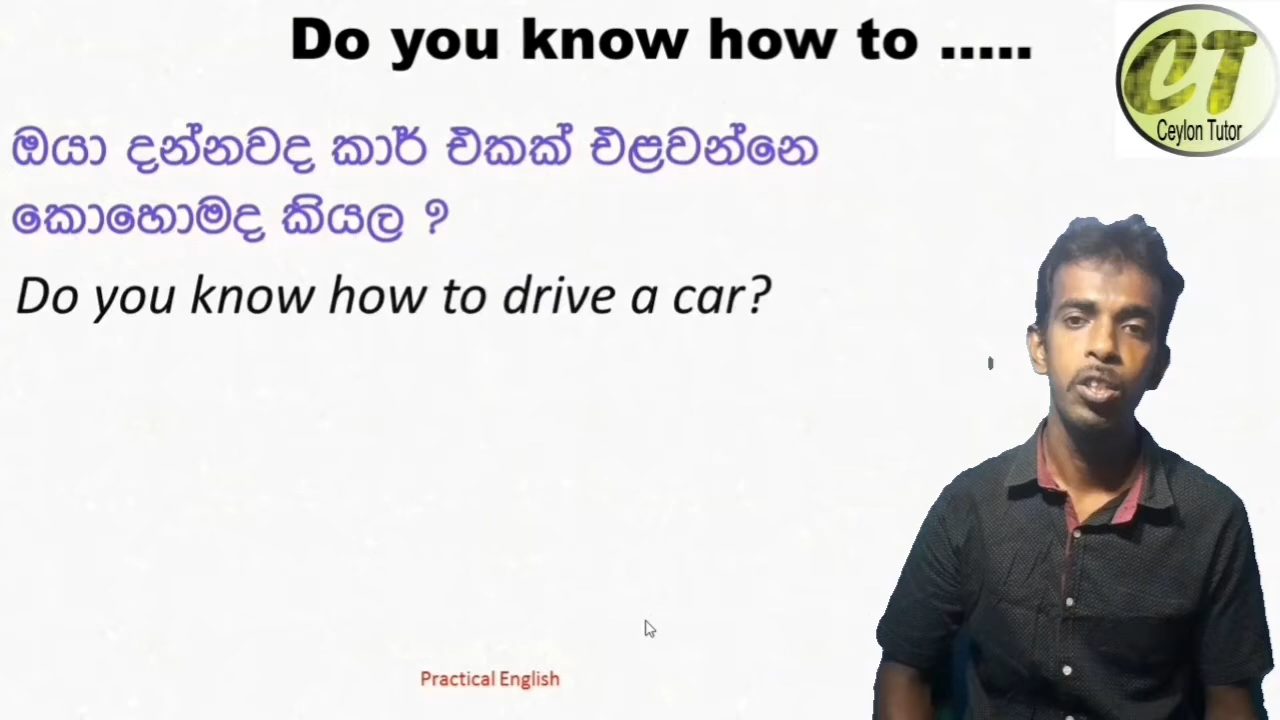 Do you know how to .....
CT
Ceylon Tutor
ඔයා දන්නවද කාර් එකක් එළවන්නෙ
කොහොමද කියල ?
Do you know how to drive a car?
Practical English